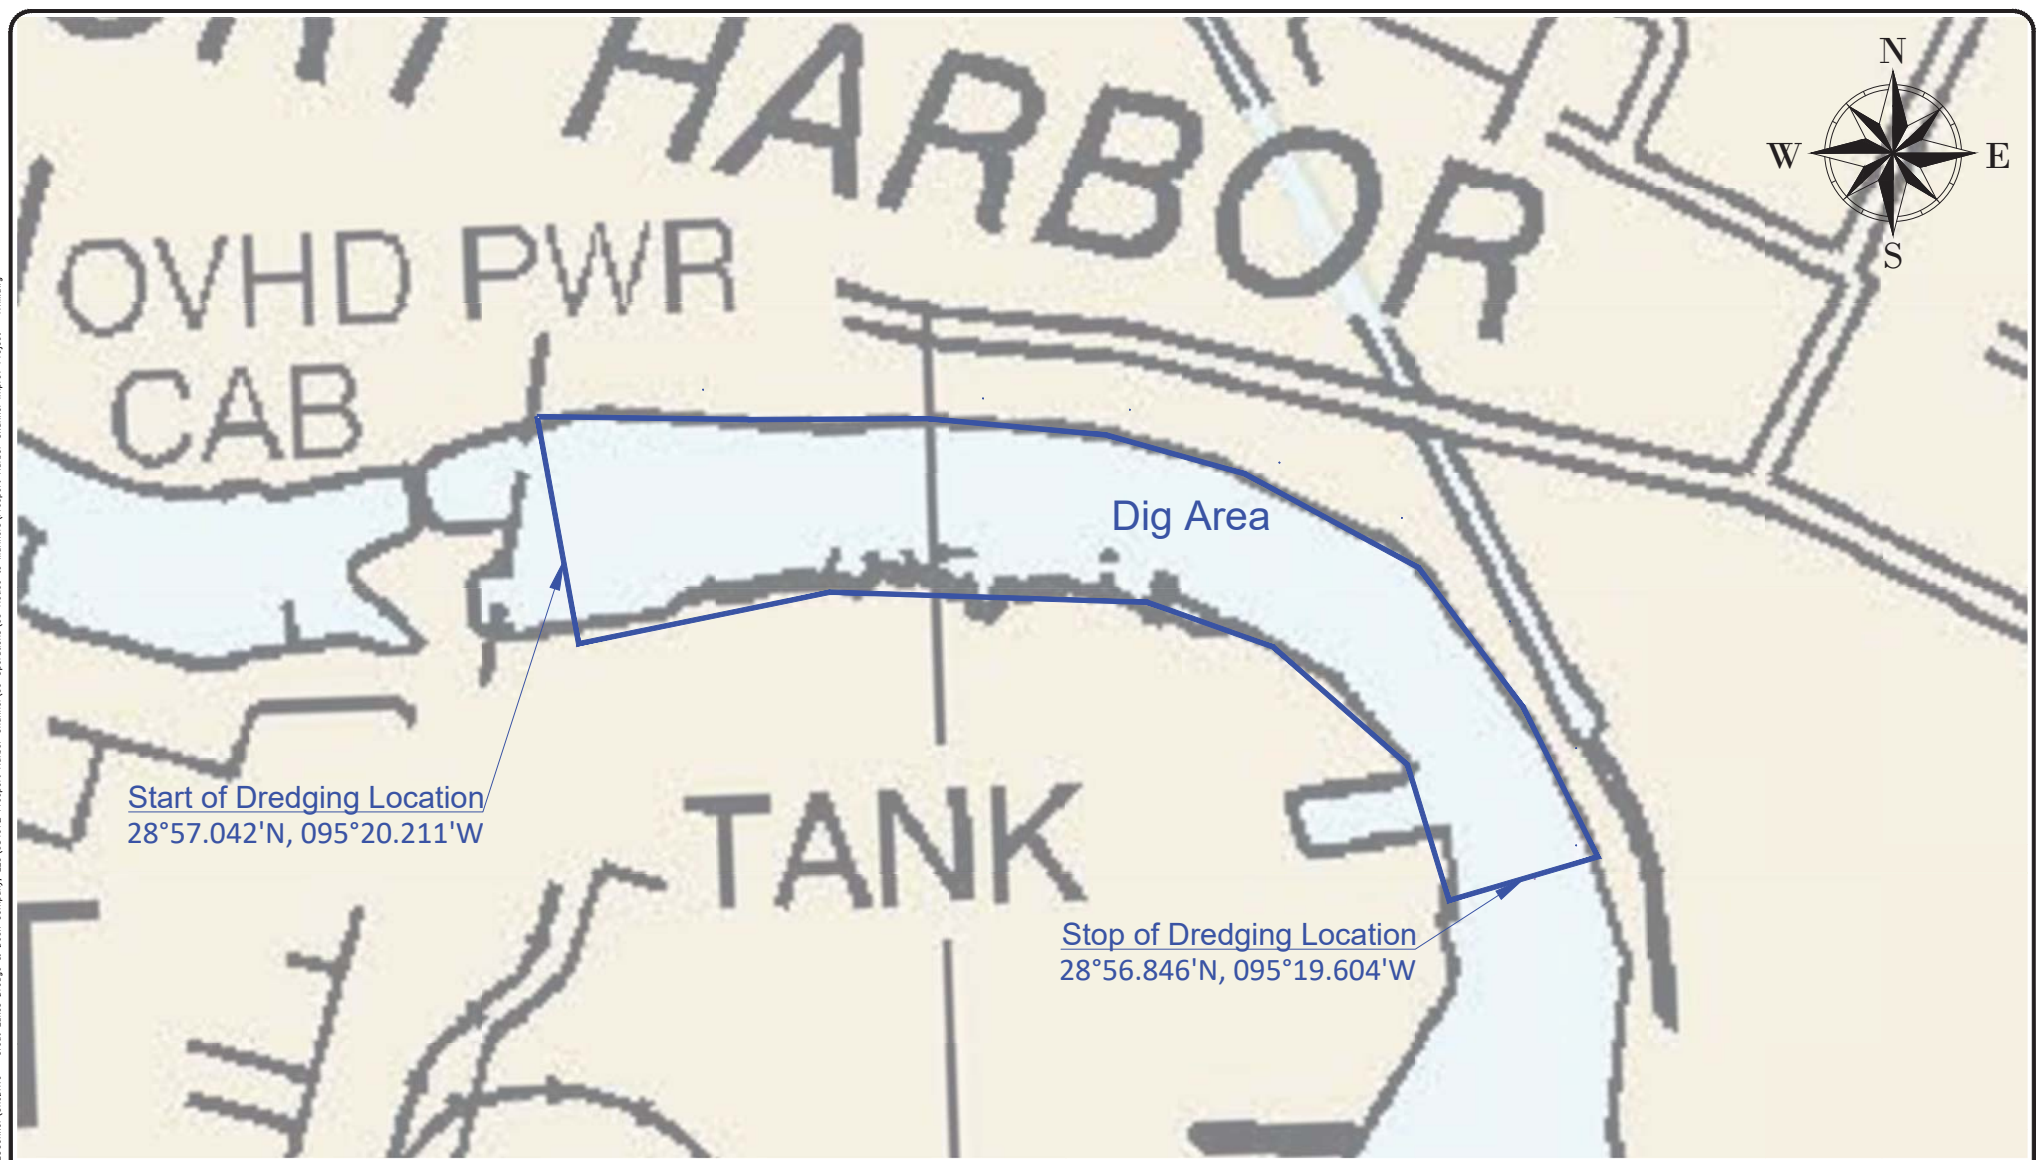 HARBOR
N
W
E
S
OVHD PWR
CAB
Dig Area
Start of Dredging Location
28°57.042'N, 095°20.211'W
TANK
Stop of Dredging Location
28°56.846'N, 095°19.604'W
T